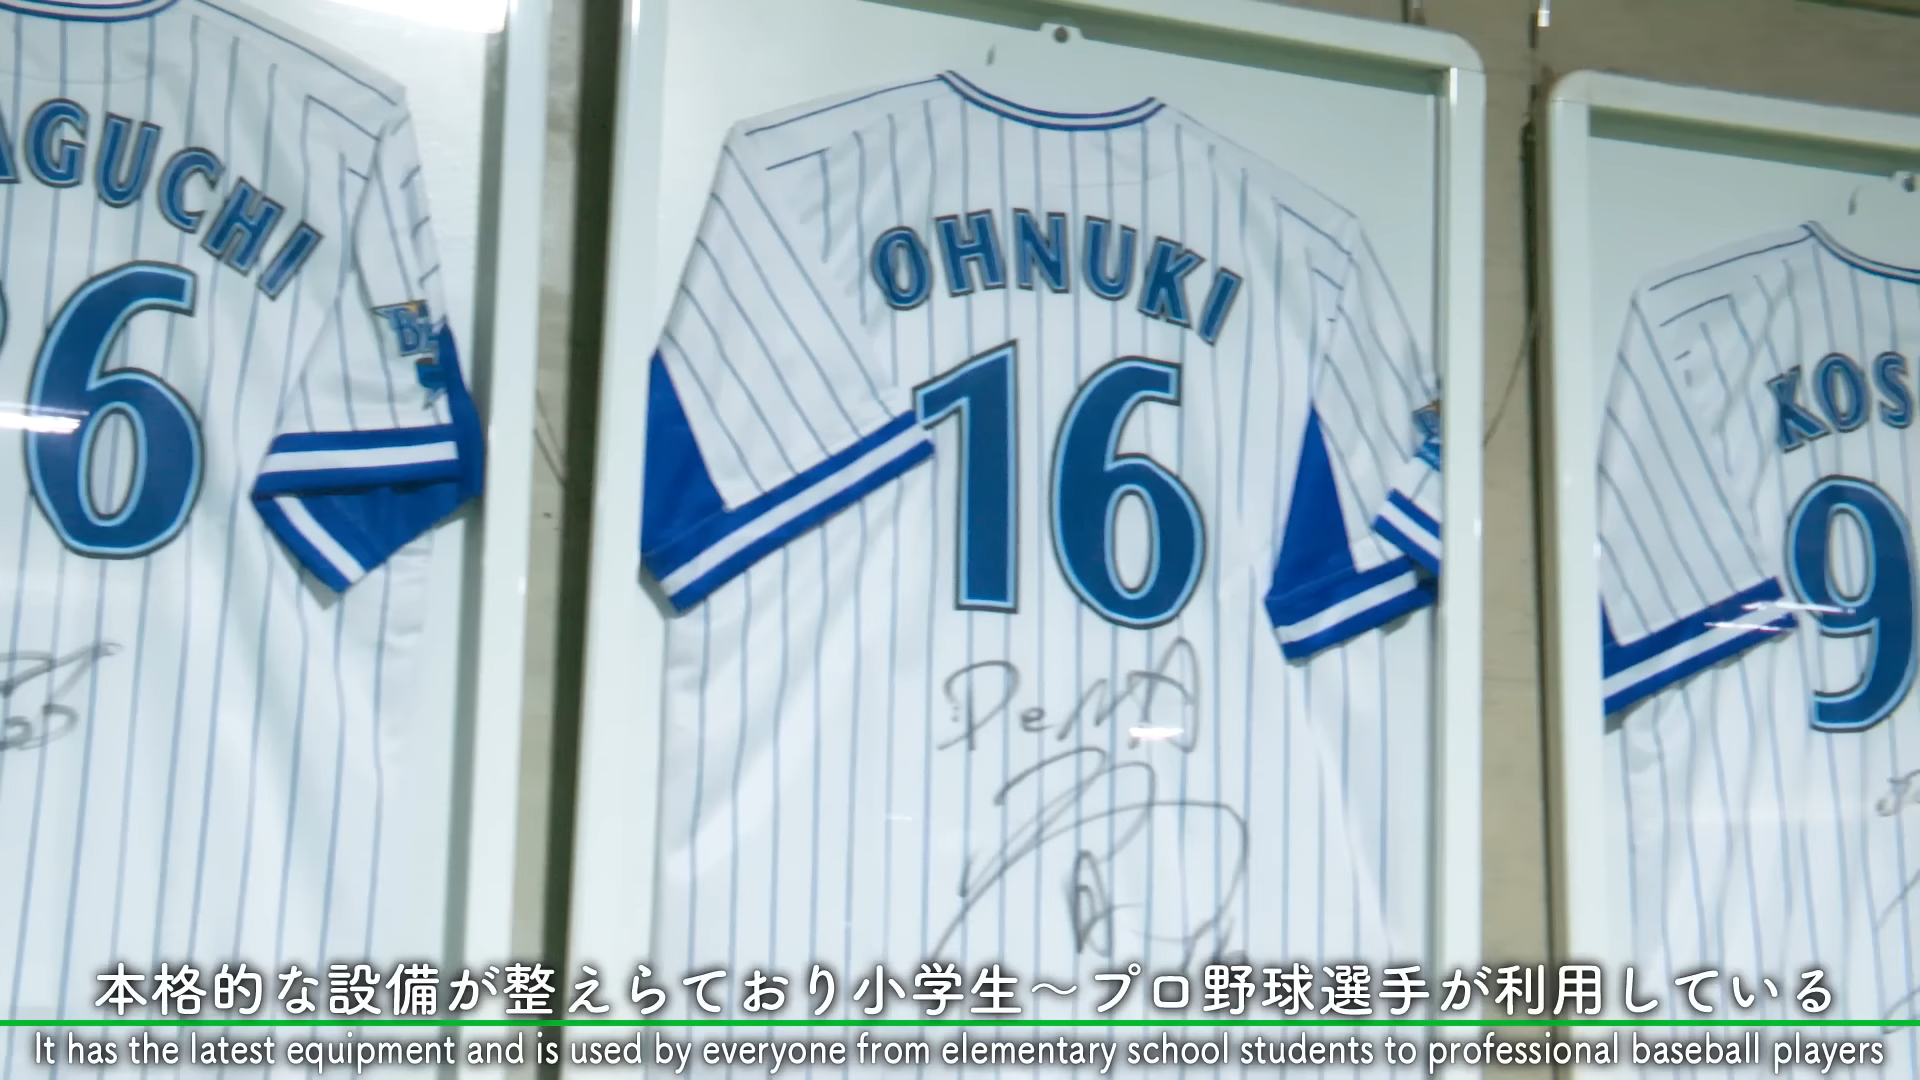 AGUCHI
6
OHNUKI
16
DeNA
KOS
9
本格的な設備が整えらており小学生～プロ野球選手が利用している
It has the latest equipment and is used by everyone from elementary school students to professional baseball players